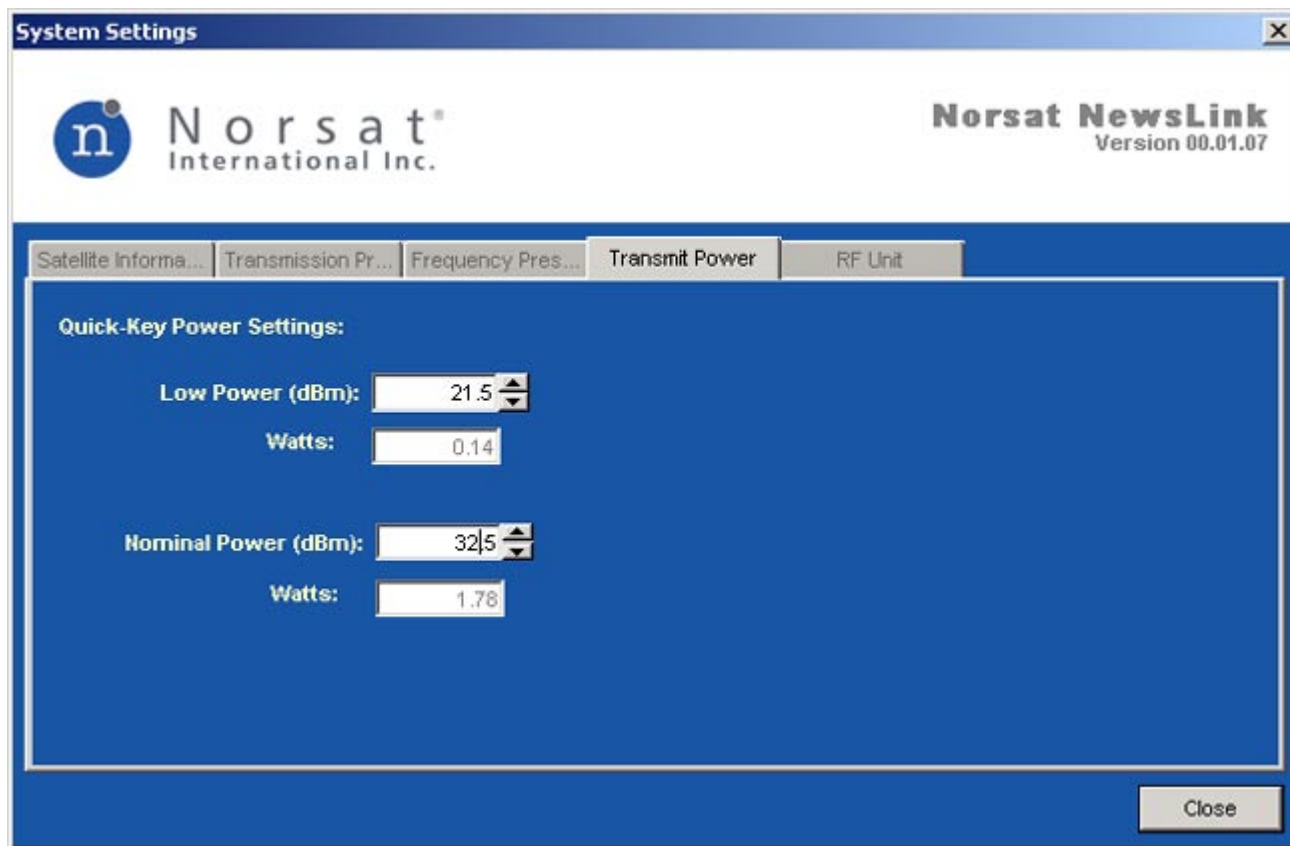 System Settings
n
Norsat®
International Inc.
Norsat NewsLink
Version 00.01.07
Satellite Informa...
Transmission Pr...
Frequency Pres...
Transmit Power
RF Unit
Quick-Key Power Settings:
Low Power (dBm): 21.5
Watts: 0.14
Nominal Power (dBm): 32.5
Watts: 1.78
Close